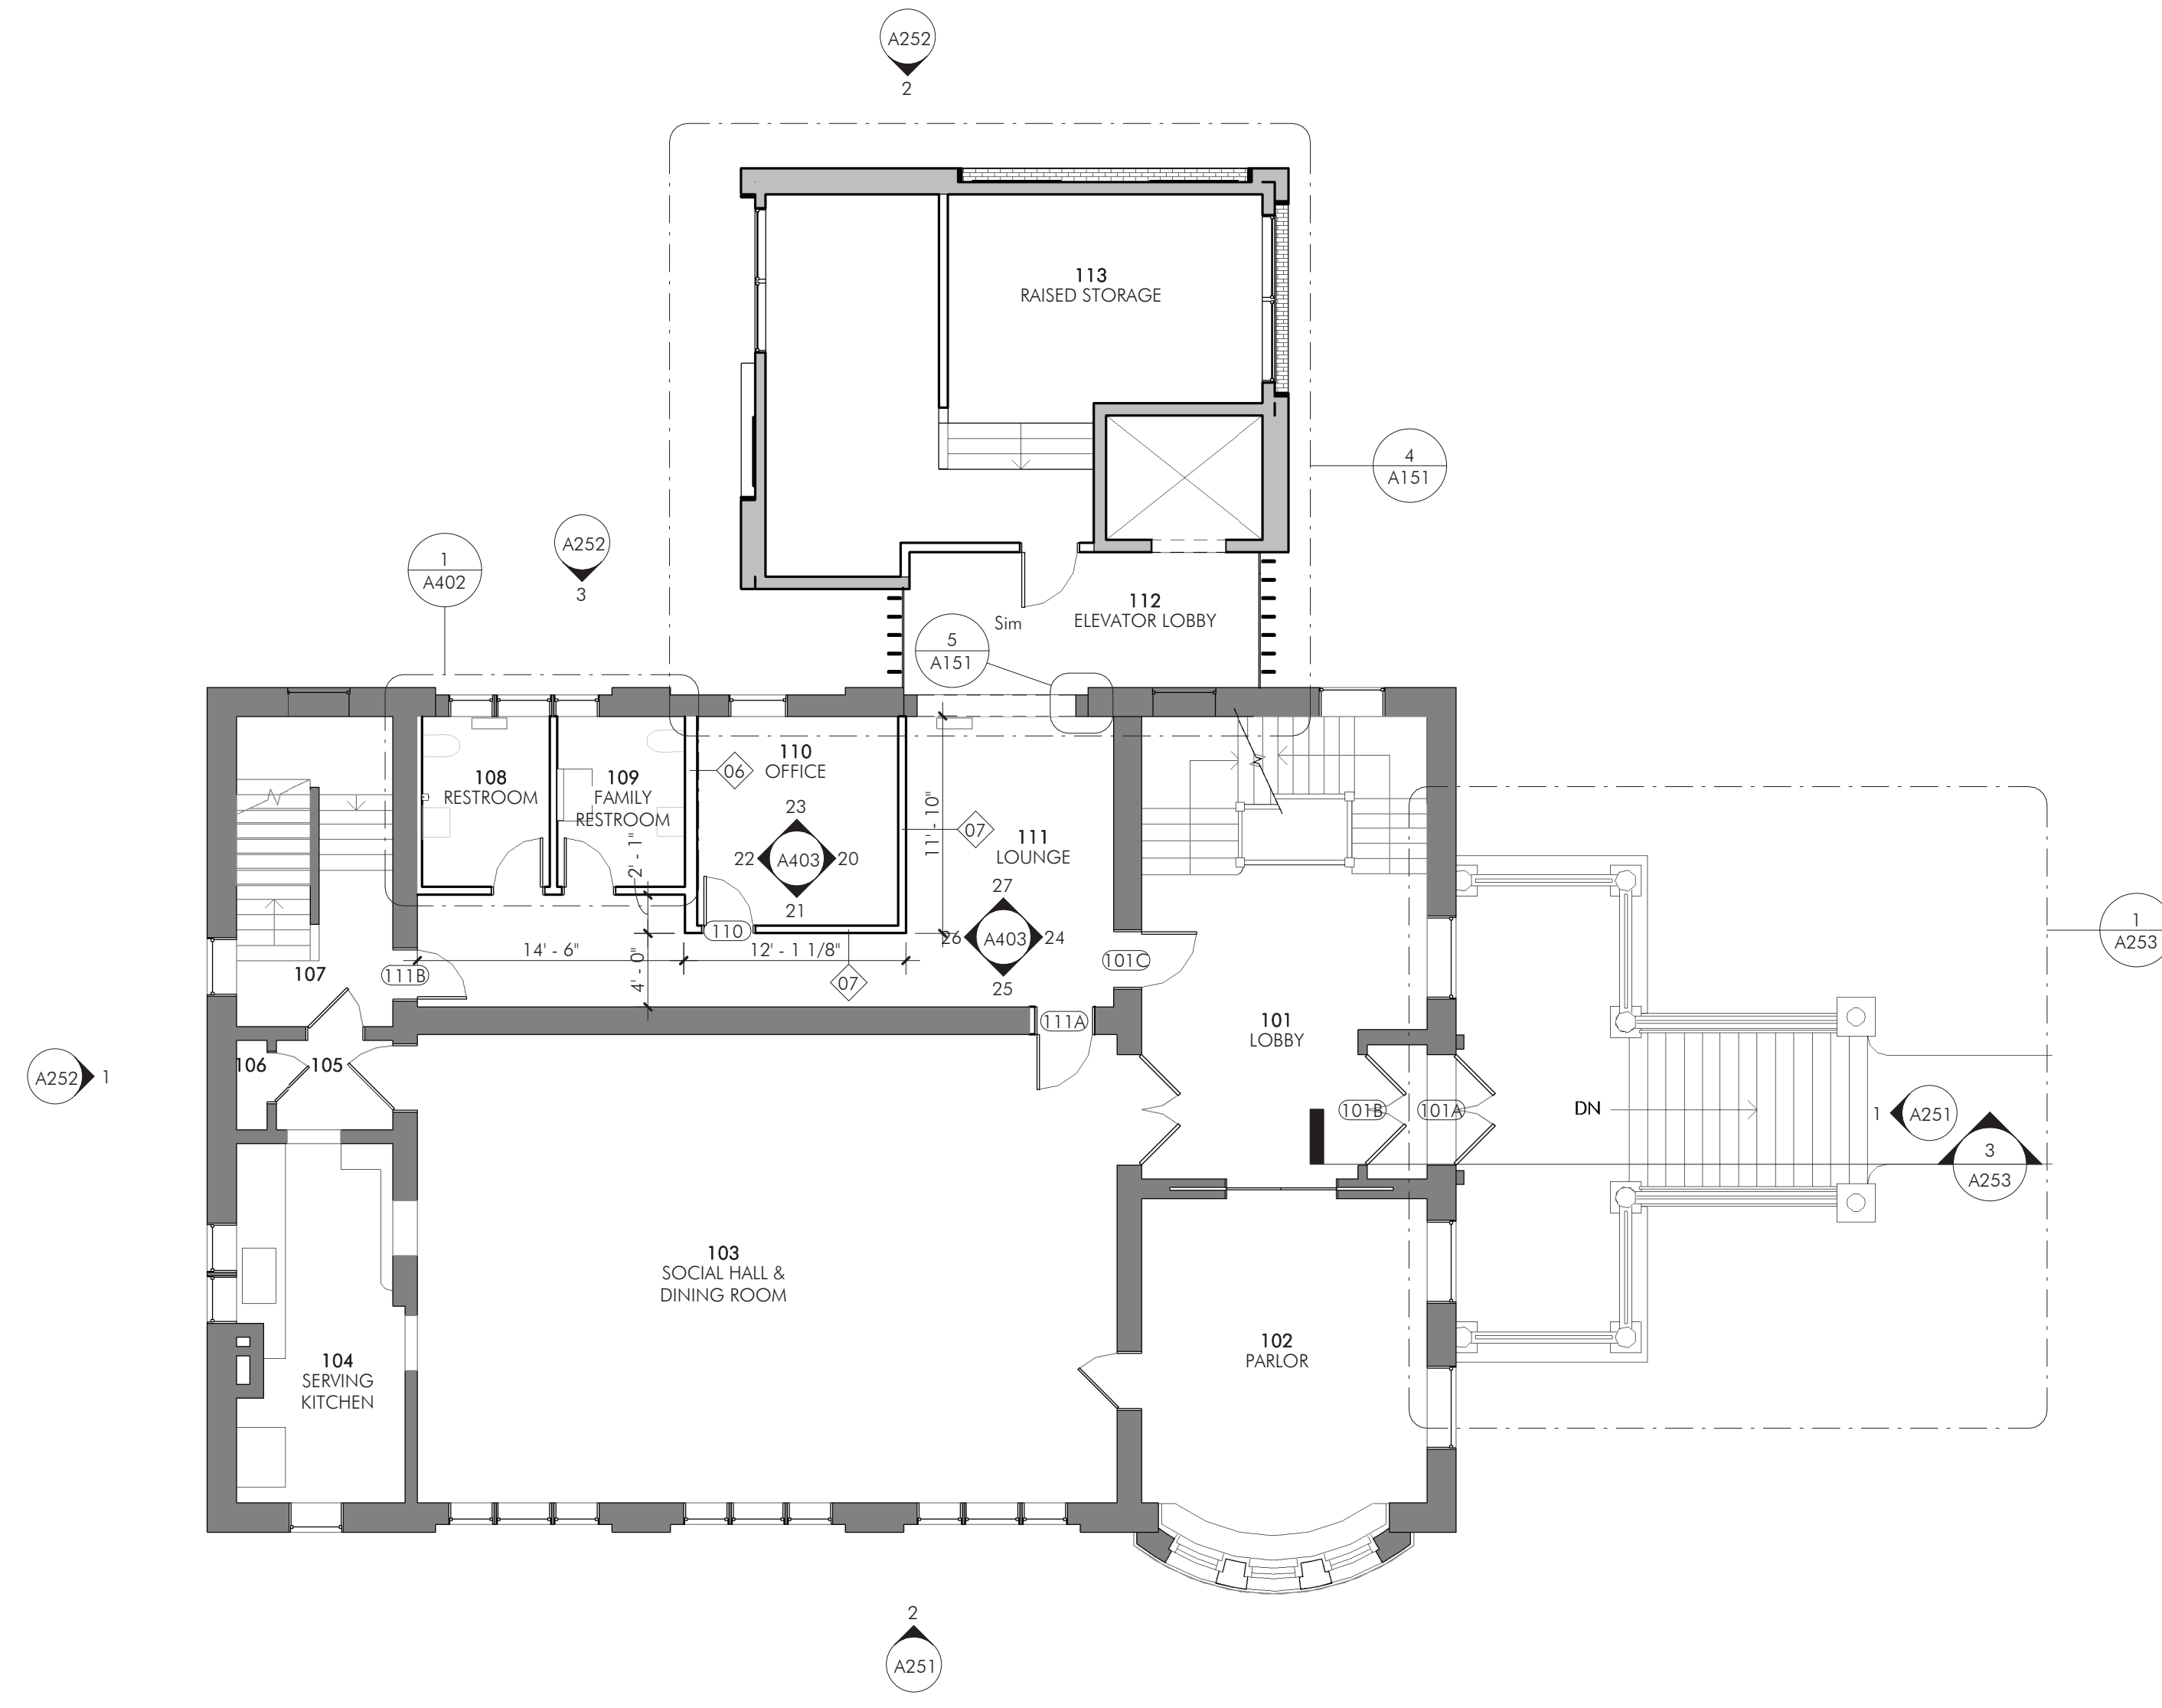 A252
2
113
RAISED STORAGE
4
A151
A252
3
1
A402
112
ELEVATOR LOBBY
Sim
5
A151
110
OFFICE
06
108
RESTROOM
109
FAMILY
RESTROOM
23
22
A403
20
21
2' - 1"
11' - 10"
07
111
LOUNGE
27
26
A403
24
25
110
14' - 6"
12' - 1 1/8"
4' - 0"
07
107
111B
101C
111A
101
LOBBY
1
A253
A252
1
106
105
101B
101A
DN
1
A251
3
A253
103
SOCIAL HALL &
DINING ROOM
102
PARLOR
104
SERVING
KITCHEN
2
A251